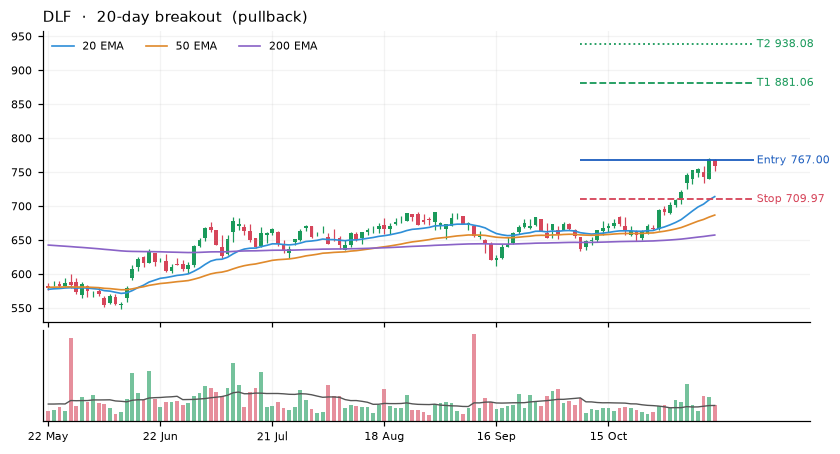 DLF  ·  20-day breakout  (pullback)
20 EMA
50 EMA
200 EMA
950
900
850
800
750
700
650
600
550
T2 938.08
T1 881.06
Entry 767.00
Stop 709.97
22 May
22 Jun
21 Jul
18 Aug
16 Sep
15 Oct